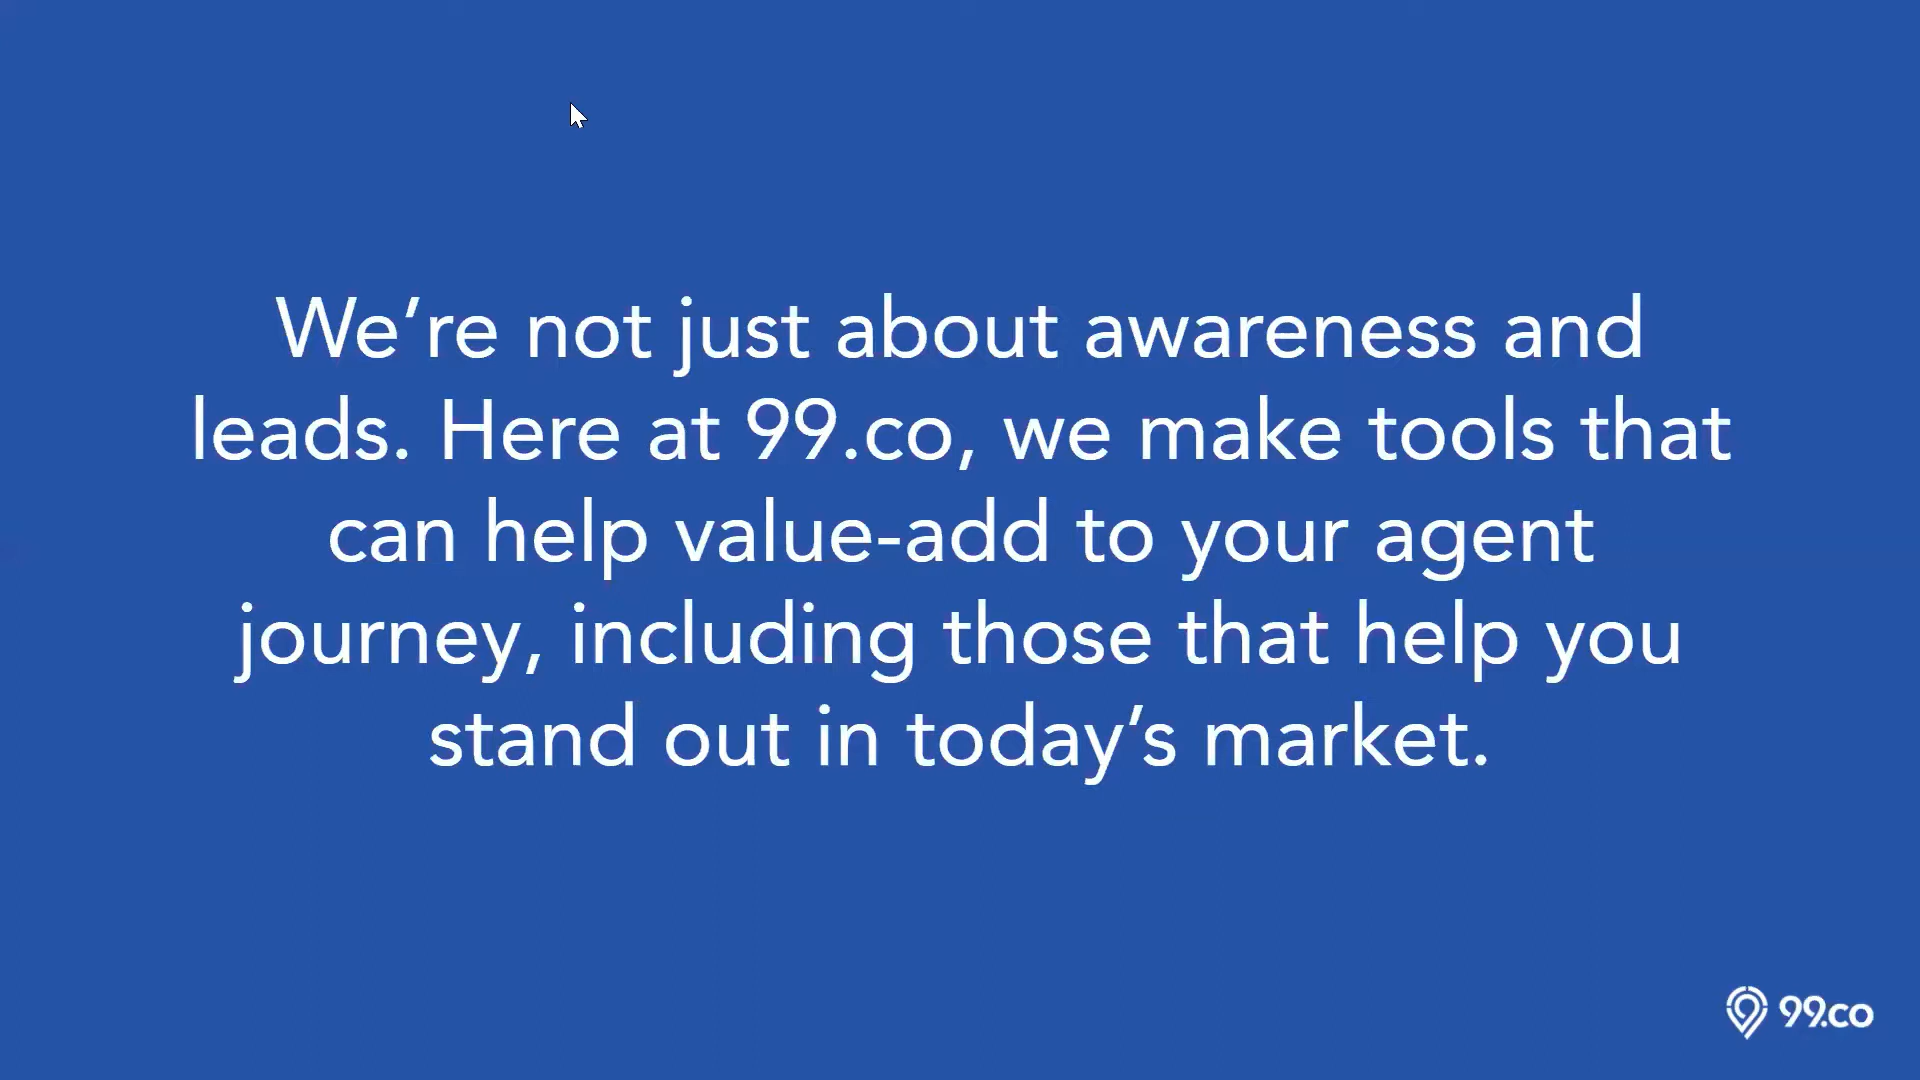 We’re not just about awareness and
leads. Here at 99.co, we make tools that
can help value-add to your agent
journey, including those that help you
stand out in today’s market.
99.co